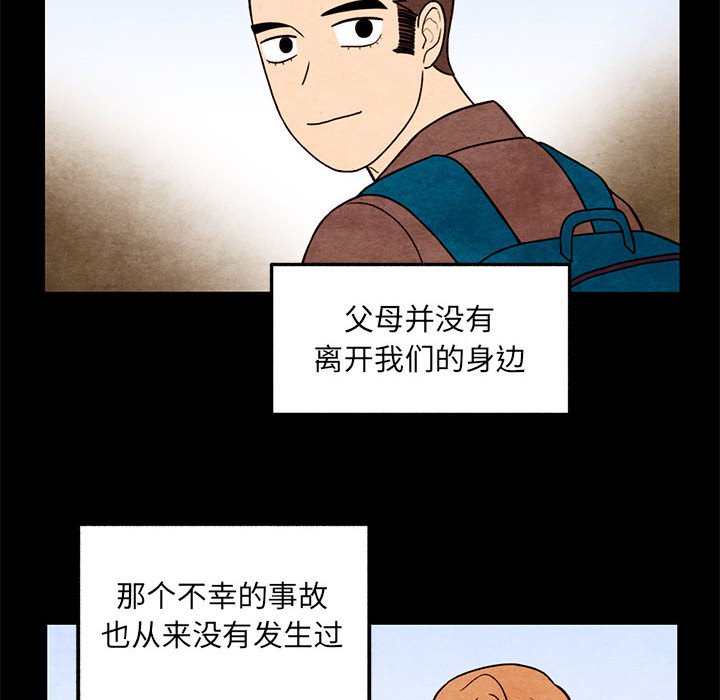 父母并没有
离开我们的身边
那个不幸的事故
也从来没有发生过